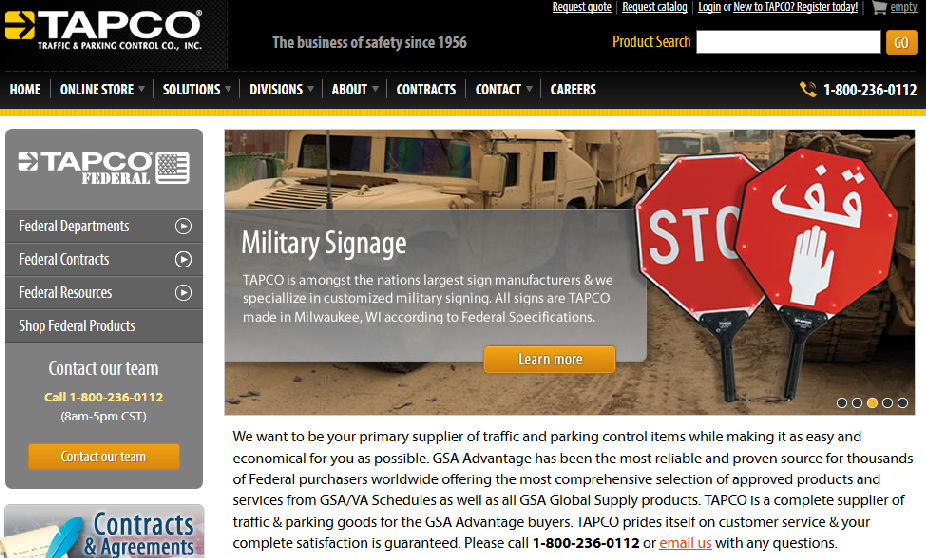 Request quote | Request catalog | Login or New to TAPCO? Register today! | empty
TAPCO®
TRAFFIC & PARKING CONTROL CO., INC.
The business of safety since 1956
Product Search GO
HOME ONLINE STORE SOLUTIONS DIVISIONS ABOUT CONTRACTS CONTACT CAREERS 1-800-236-0112
TAPCO
FEDERAL
Federal Departments
Federal Contracts
Federal Resources
Shop Federal Products
Contact our team
Call 1-800-236-0112
(8am-5pm CST)
Contact our team
Contracts
& Agreements
Military Signage
TAPCO is amongst the nations largest sign manufacturers & we
speciallize in customized military signing. All signs are TAPCO
made in Milwaukee, WI according to Federal Specifications.
Learn more
STO
قف
We want to be your primary supplier of traffic and parking control items while making it as easy and
economical for you as possible. GSA Advantage has been the most reliable and proven source for thousands
of Federal purchasers worldwide offering the most comprehensive selection of approved products and
services from GSA/VA Schedules as well as all GSA Global Supply products. TAPCO is a complete supplier of
traffic & parking goods for the GSA Advantage buyers. TAPCO prides itself on customer service & your
complete satisfaction is guaranteed. Please call 1-800-236-0112 or email us with any questions.